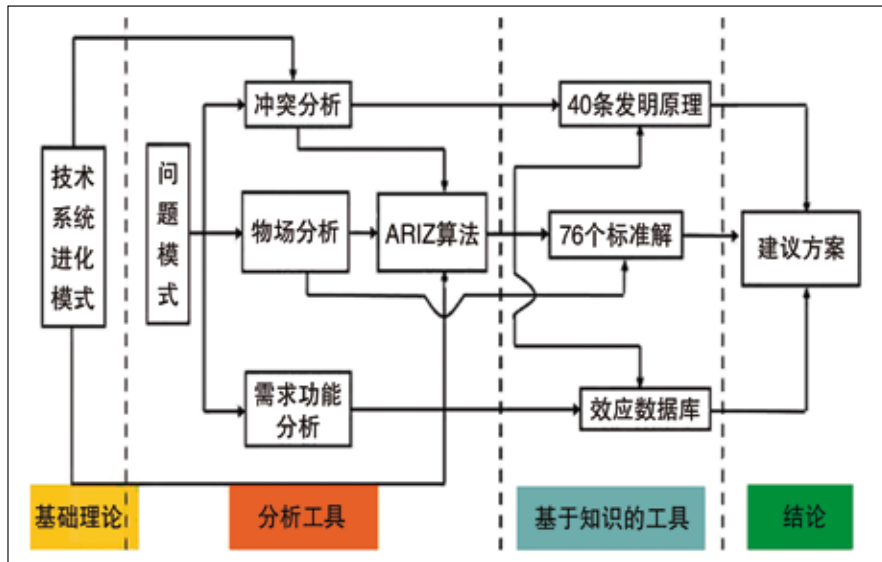 冲突分析
40条发明原理
技术
系统
进化
模式
问
题
模
式
物场分析
ARIZ算法
76个标准解
建议方案
需求功能
分析
效应数据库
基础理论
分析工具
基于知识的工具
结论